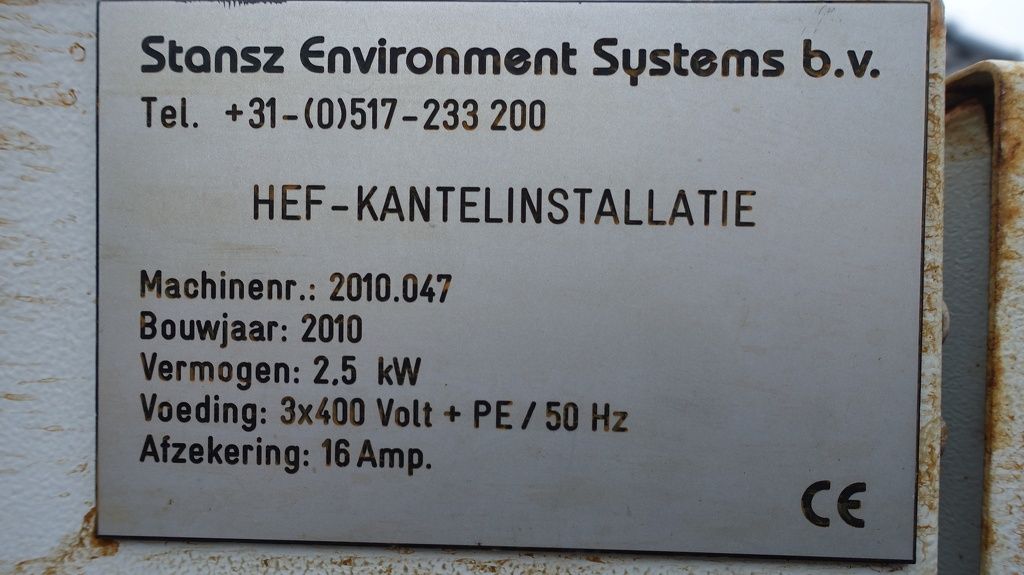 Stansz Environment Systems b.v.
Tel. +31-(0)517-233 200
HEF-KANTELINSTALLATIE
Machinenr.: 2010.047
Bouwjaar: 2010
Vermogen: 2.5 kW
Voeding: 3x400 Volt + PE / 50 Hz
Afzekering: 16 Amp.
CE